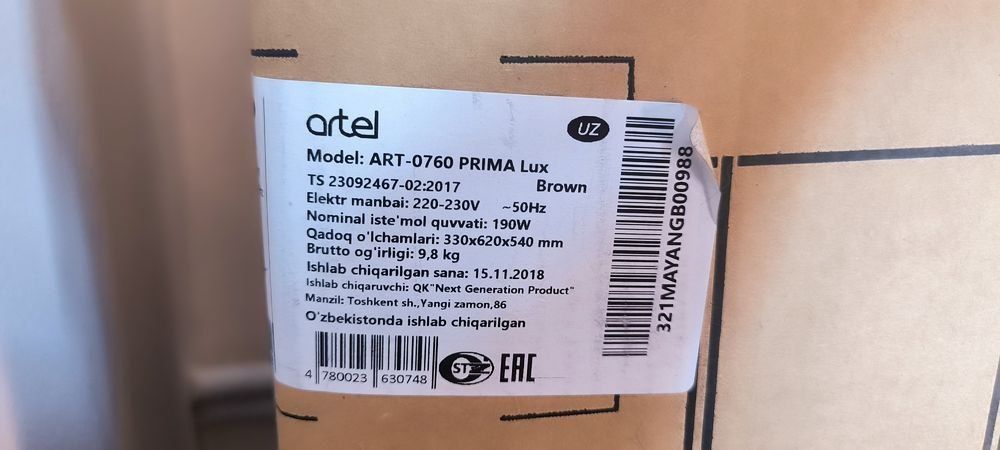 artel
UZ
Model: ART-0760 PRIMA Lux
TS 23092467-02:2017 Brown
Elektr manbai: 220-230V ~50Hz
Nominal iste'mol quvvati: 190W
Qadoq o'lchamlari: 330x620x540 mm
Brutto og'irligi: 9,8 kg
Ishlab chiqarilgan sana: 15.11.2018
Ishlab chiqaruvchi: QK"Next Generation Product"
Manzil: Toshkent sh.,Yangi zamon,86
O'zbekistonda ishlab chiqarilgan
4 780023 630748
ST
EAC
321MAYANGB00988